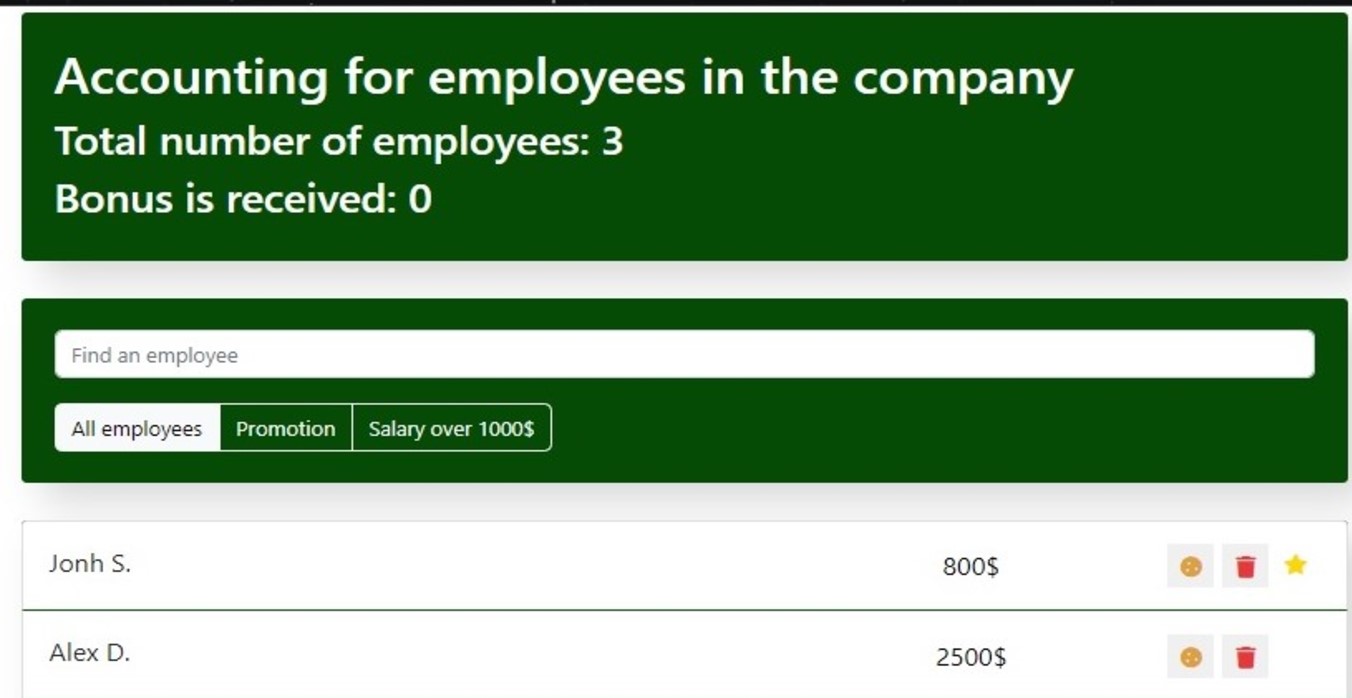 Accounting for employees in the company
Total number of employees: 3
Bonus is received: 0
Find an employee
All employees Promotion Salary over 1000$
Jonh S. 800$
Alex D. 2500$